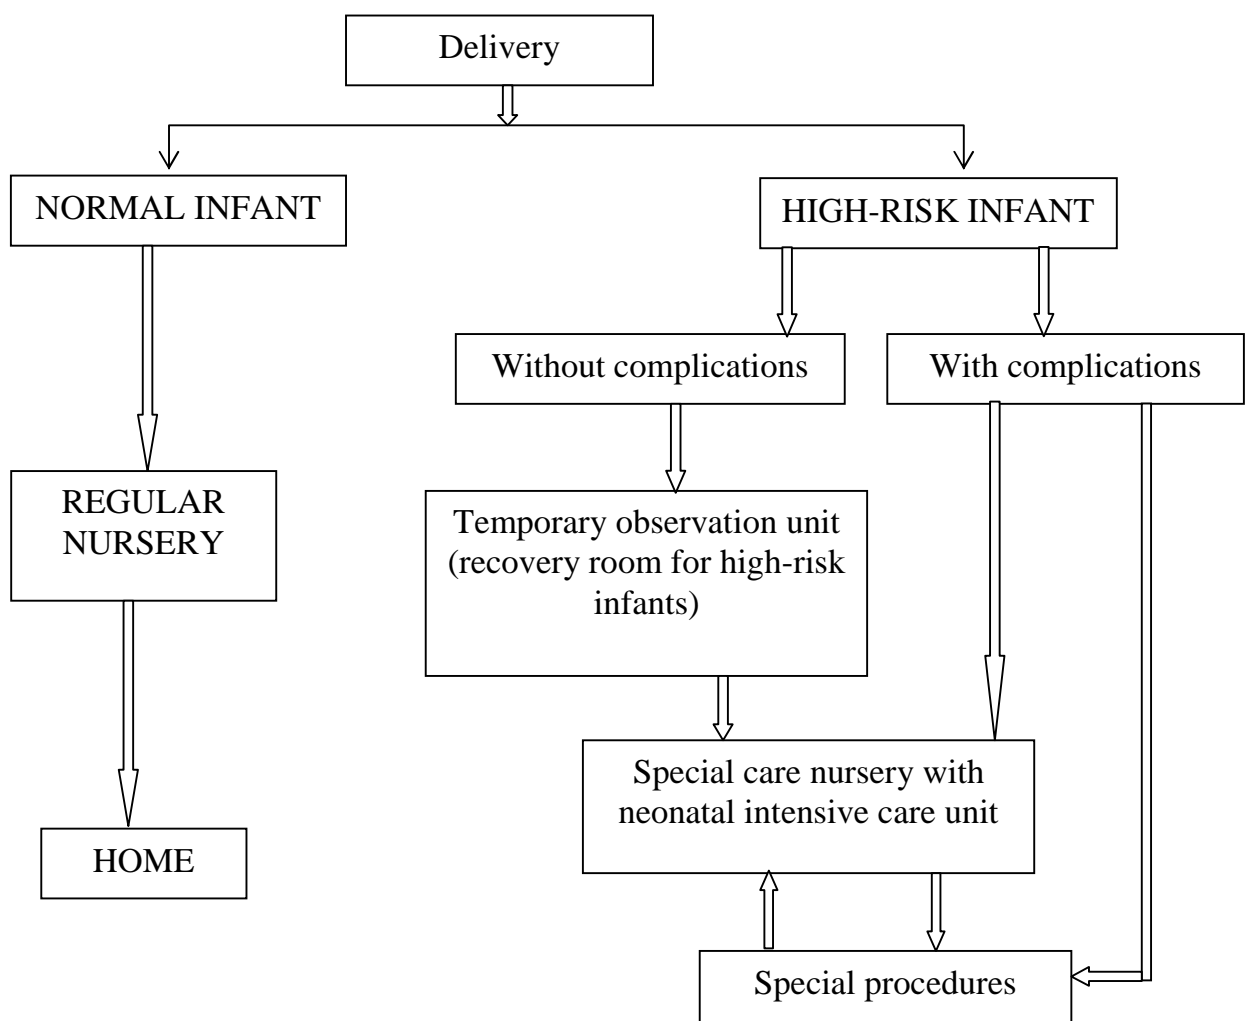 Delivery
NORMAL INFANT
HIGH-RISK INFANT
Without complications
With complications
REGULAR
NURSERY
Temporary observation unit
(recovery room for high-risk
infants)
Special care nursery with
neonatal intensive care unit
HOME
Special procedures